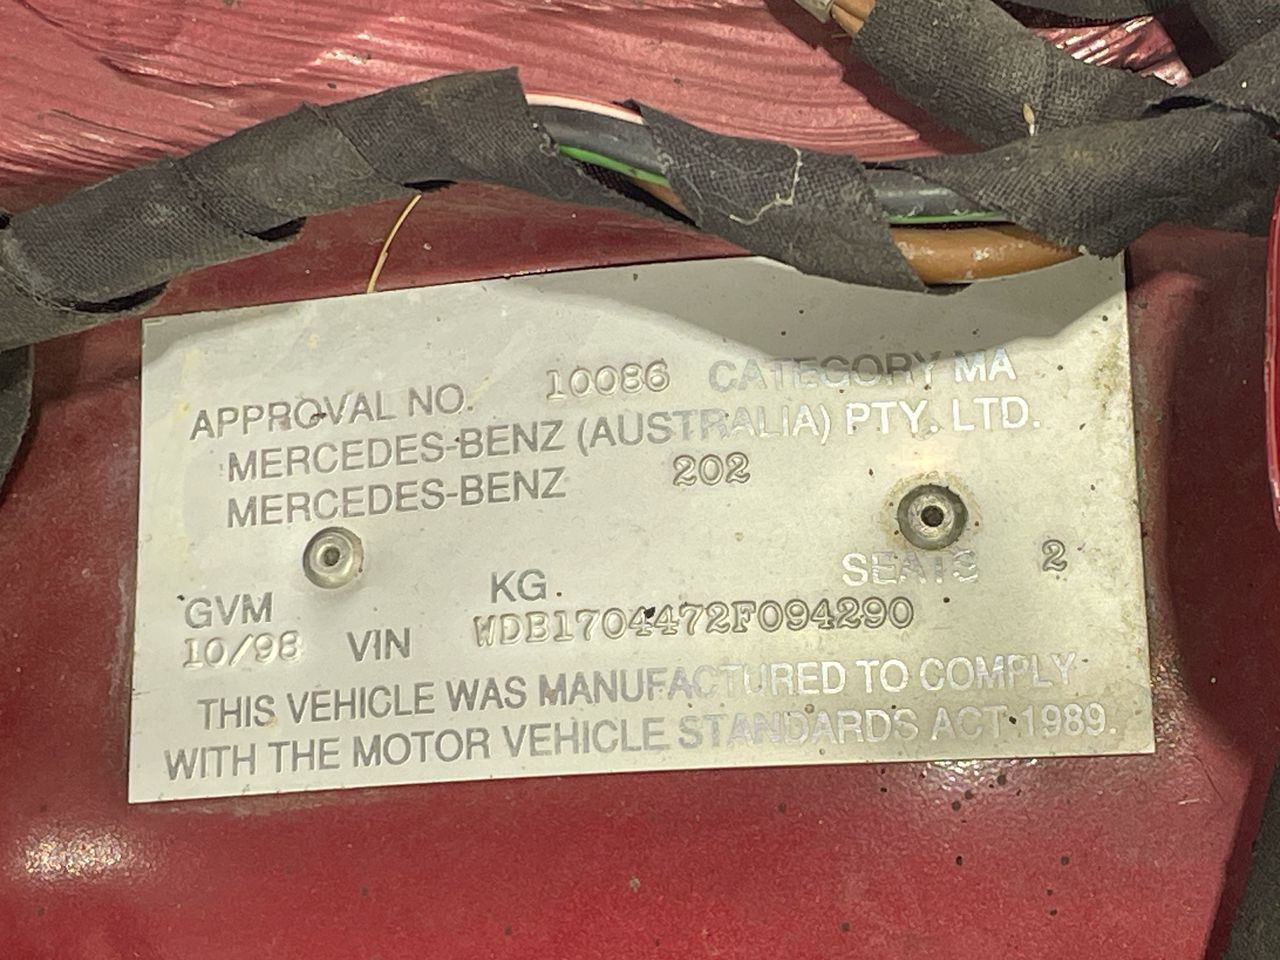 APPROVAL NO. 10086 CATEGORY MA
MERCEDES-BENZ (AUSTRALIA) PTY. LTD.
MERCEDES-BENZ 202
SEATS 2
GVM KG.
10/98 VIN WDB1704472F094290
THIS VEHICLE WAS MANUFACTURED TO COMPLY
WITH THE MOTOR VEHICLE STANDARDS ACT 1989.